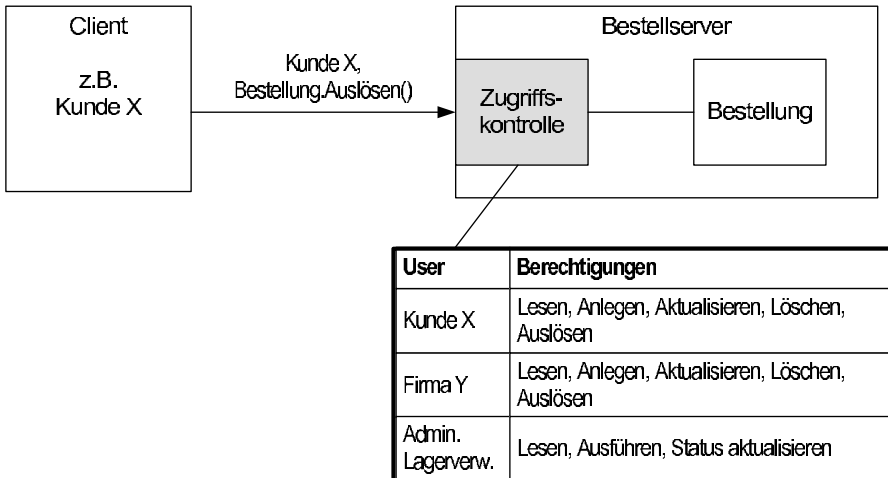 Client
z.B.
Kunde X
Kunde X,
Bestellung.Auslösen()
Bestellserver
Zugriffs-
kontrolle
Bestellung
User Berechtigungen
Kunde X Lesen, Anlegen, Aktualisieren, Löschen,
Auslösen
Firma Y Lesen, Anlegen, Aktualisieren, Löschen,
Auslösen
Admin.
Lagerverw. Lesen, Ausführen, Status aktualisieren